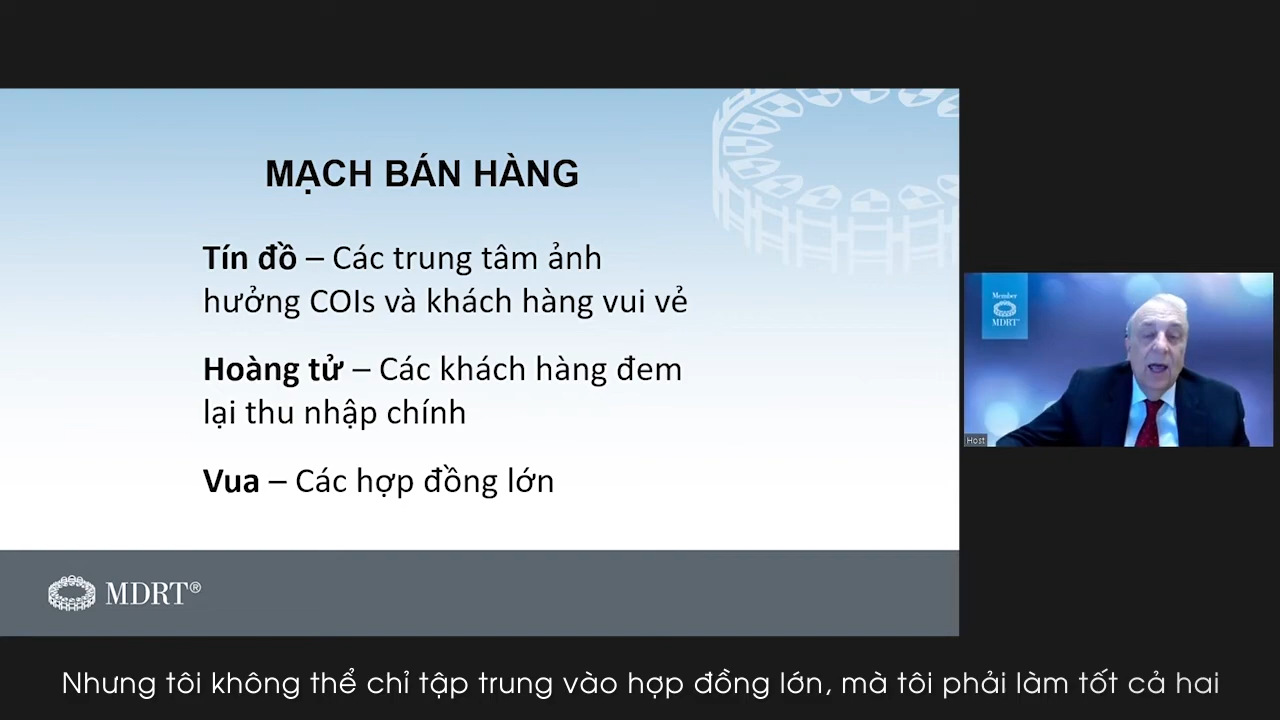 MẠCH BÁN HÀNG
Tín đồ – Các trung tâm ảnh
hưởng COIs và khách hàng vui vẻ
Hoàng tử – Các khách hàng đem
lại thu nhập chính
Vua – Các hợp đồng lớn
Member
MDRT
Host
MDRT®
Nhưng tôi không thể chỉ tập trung vào hợp đồng lớn, mà tôi phải làm tốt cả hai